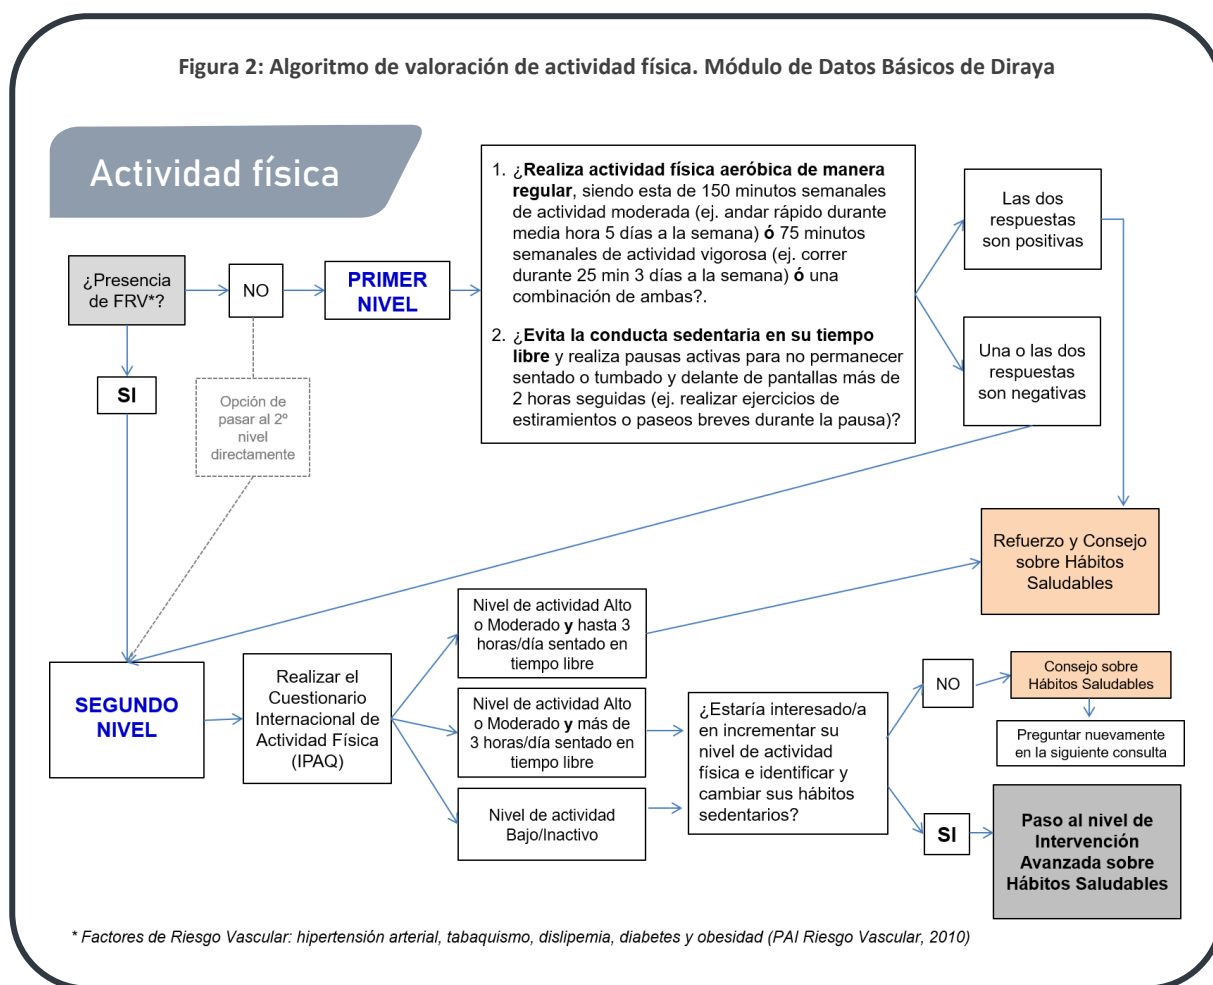 Figura 2: Algoritmo de valoración de actividad física. Módulo de Datos Básicos de Diraya
Actividad física
¿Presencia
de FRV*?
NO
PRIMER
NIVEL
SI
Opción de
pasar al 2º
nivel
directamente
1. ¿Realiza actividad física aeróbica de manera
regular, siendo esta de 150 minutos semanales
de actividad moderada (ej. andar rápido durante
media hora 5 días a la semana) ó 75 minutos
semanales de actividad vigorosa (ej. correr
durante 25 min 3 días a la semana) ó una
combinación de ambas?.
2. ¿Evita la conducta sedentaria en su tiempo
libre y realiza pausas activas para no permanecer
sentado o tumbado y delante de pantallas más de
2 horas seguidas (ej. realizar ejercicios de
estiramientos o paseos breves durante la pausa)?
Las dos
respuestas
son positivas
Una o las dos
respuestas
son negativas
Refuerzo y Consejo
sobre Hábitos
Saludables
SEGUNDO
NIVEL
Realizar el
Cuestionario
Internacional de
Actividad Física
(IPAQ)
Nivel de actividad Alto
o Moderado y hasta 3
horas/día sentado en
tiempo libre
Nivel de actividad Alto
o Moderado y más de
3 horas/día sentado en
tiempo libre
Nivel de actividad
Bajo/Inactivo
¿Estaría interesado/a
en incrementar su
nivel de actividad
física e identificar y
cambiar sus hábitos
sedentarios?
NO
Consejo sobre
Hábitos Saludables
Preguntar nuevamente
en la siguiente consulta
SI
Paso al nivel de
Intervención
Avanzada sobre
Hábitos Saludables
* Factores de Riesgo Vascular: hipertensión arterial, tabaquismo, dislipemia, diabetes y obesidad (PAI Riesgo Vascular, 2010)